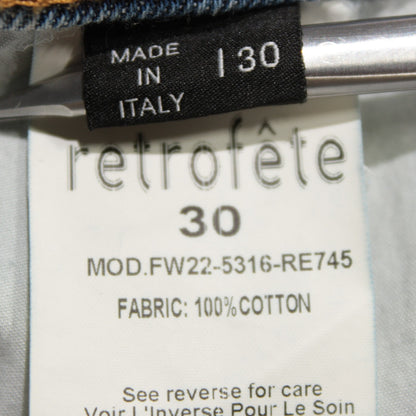 MADE
IN
ITALY
| 30
retrofête
30
MOD.FW22-5316-RE745
FABRIC: 100%COTTON
See reverse for care
Voir L'Inverse Pour Le Soin